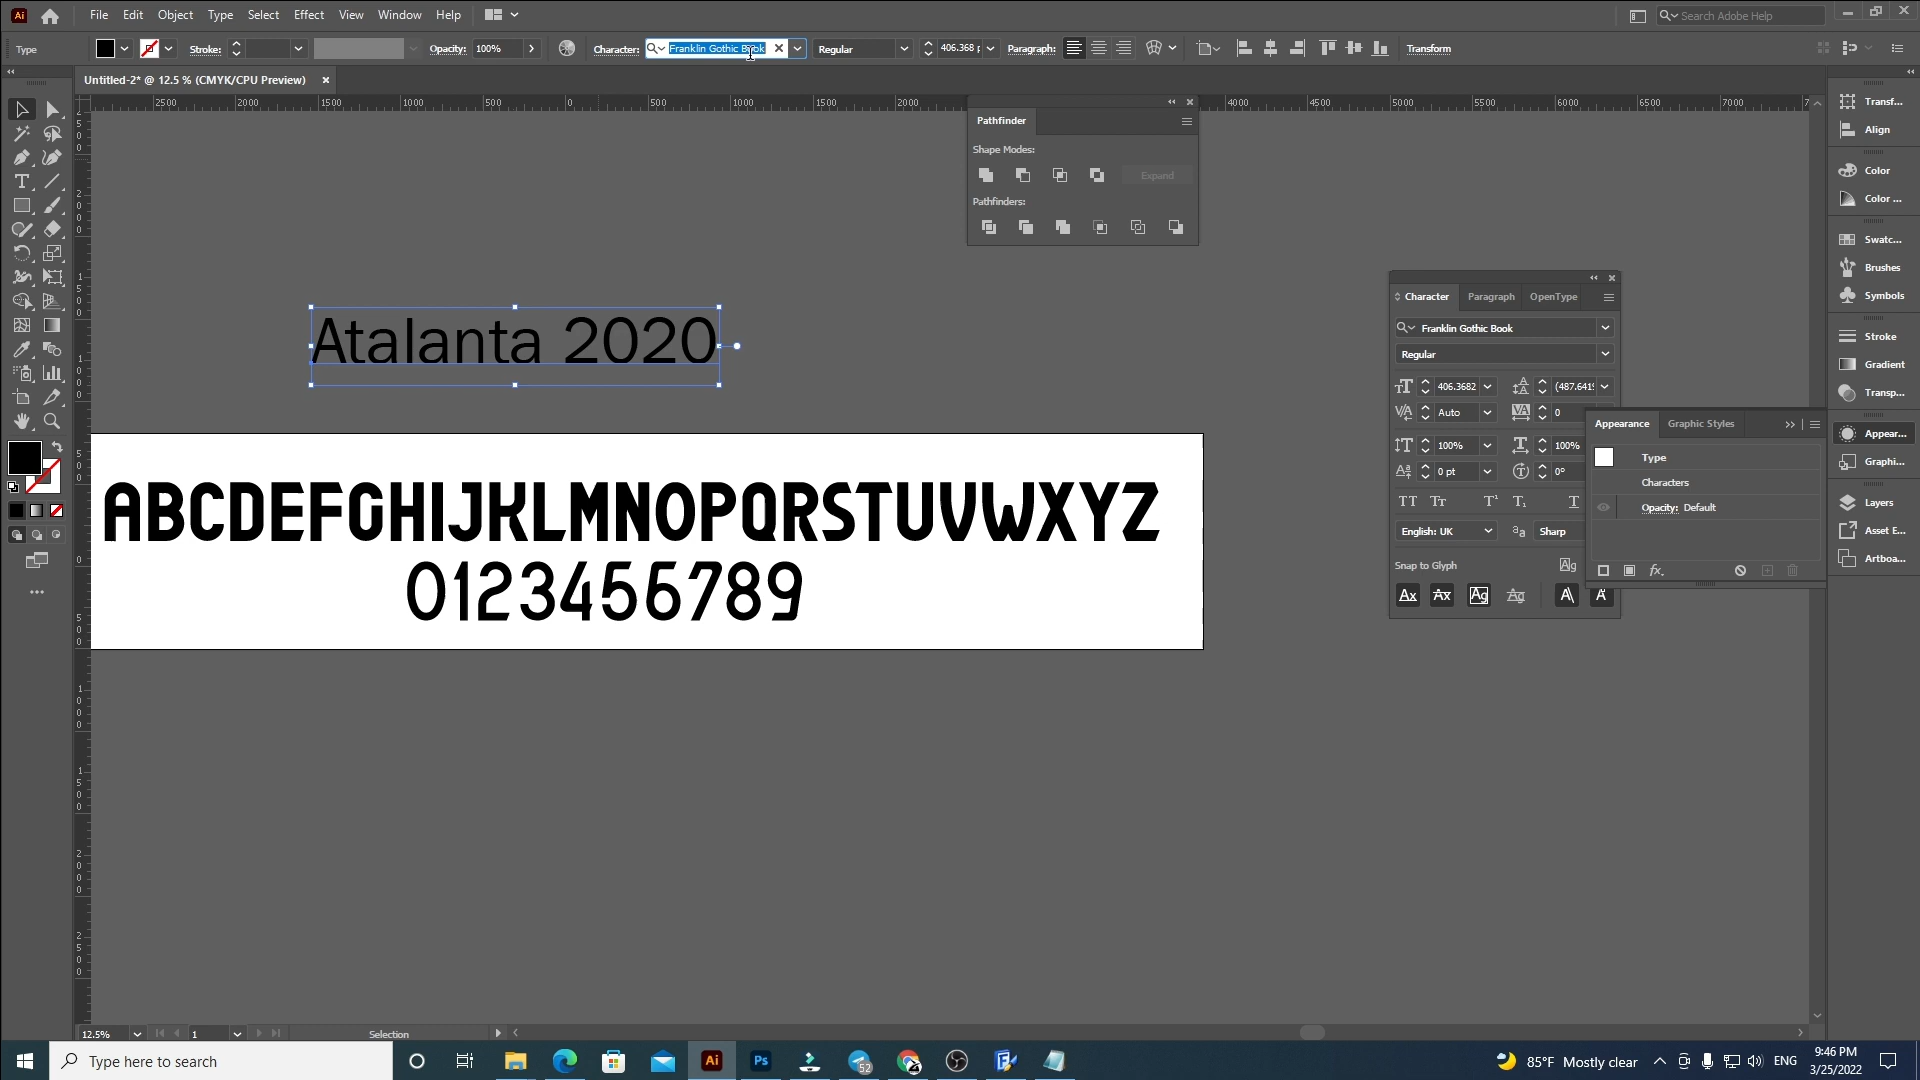 File Edit Object Type Select Effect View Window Help
Search Adobe Help
Type
Stroke:
Opacity: 100%
Character: Franklin Gothic Book
Regular
406.368 p
Paragraph:
Transform
Untitled-2* @ 12.5 % (CMYK/CPU Preview)
2500 2000 1500 1000 500 0 500 1000 1500 2000 4000 4500 5000 5500 6000 6500 7000
Pathfinder
Shape Modes:
Expand
Pathfinders:
Atalanta 2020
ABCDEFGHIJKLMNOPQRSTUVWXYZ
0123456789
Character Paragraph OpenType
Franklin Gothic Book
Regular
406.3682 (487.641
Auto 0
100% 100%
0 pt 0°
English: UK Sharp
Snap to Glyph
Appearance Graphic Styles
Type
Characters
Opacity: Default
Transf...
Align
Color
Color ...
Swatc...
Brushes
Symbols
Stroke
Gradient
Transp...
Appear...
Graphi...
Layers
Asset E...
Artboa...
12.5% 1 Selection
Type here to search
52
85°F Mostly clear
ENG
9:46 PM
3/25/2022